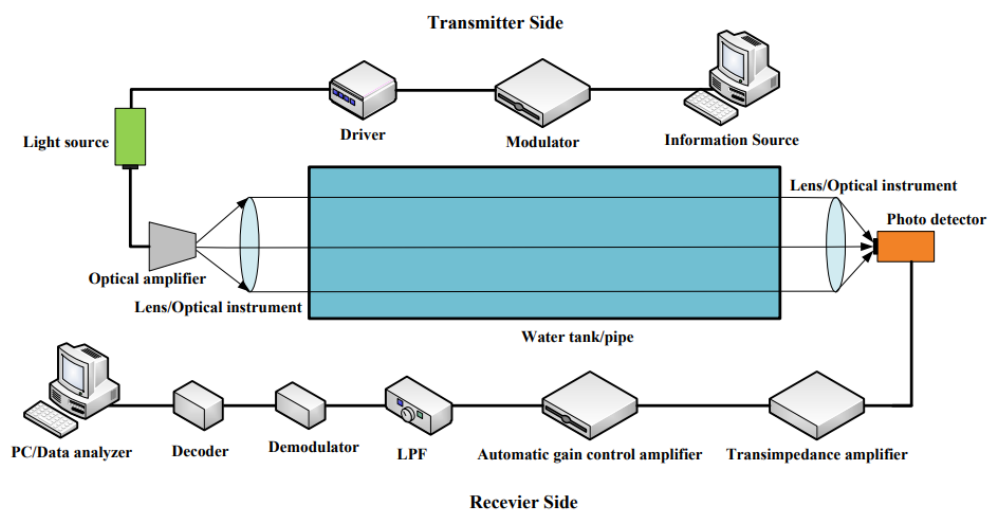 Transmitter Side
Driver
Modulator
Information Source
Light source
Lens/Optical instrument
Photo detector
Optical amplifier
Lens/Optical instrument
Water tank/pipe
PC/Data analyzer
Decoder
Demodulator
LPF
Automatic gain control amplifier
Transimpedance amplifier
Recevier Side